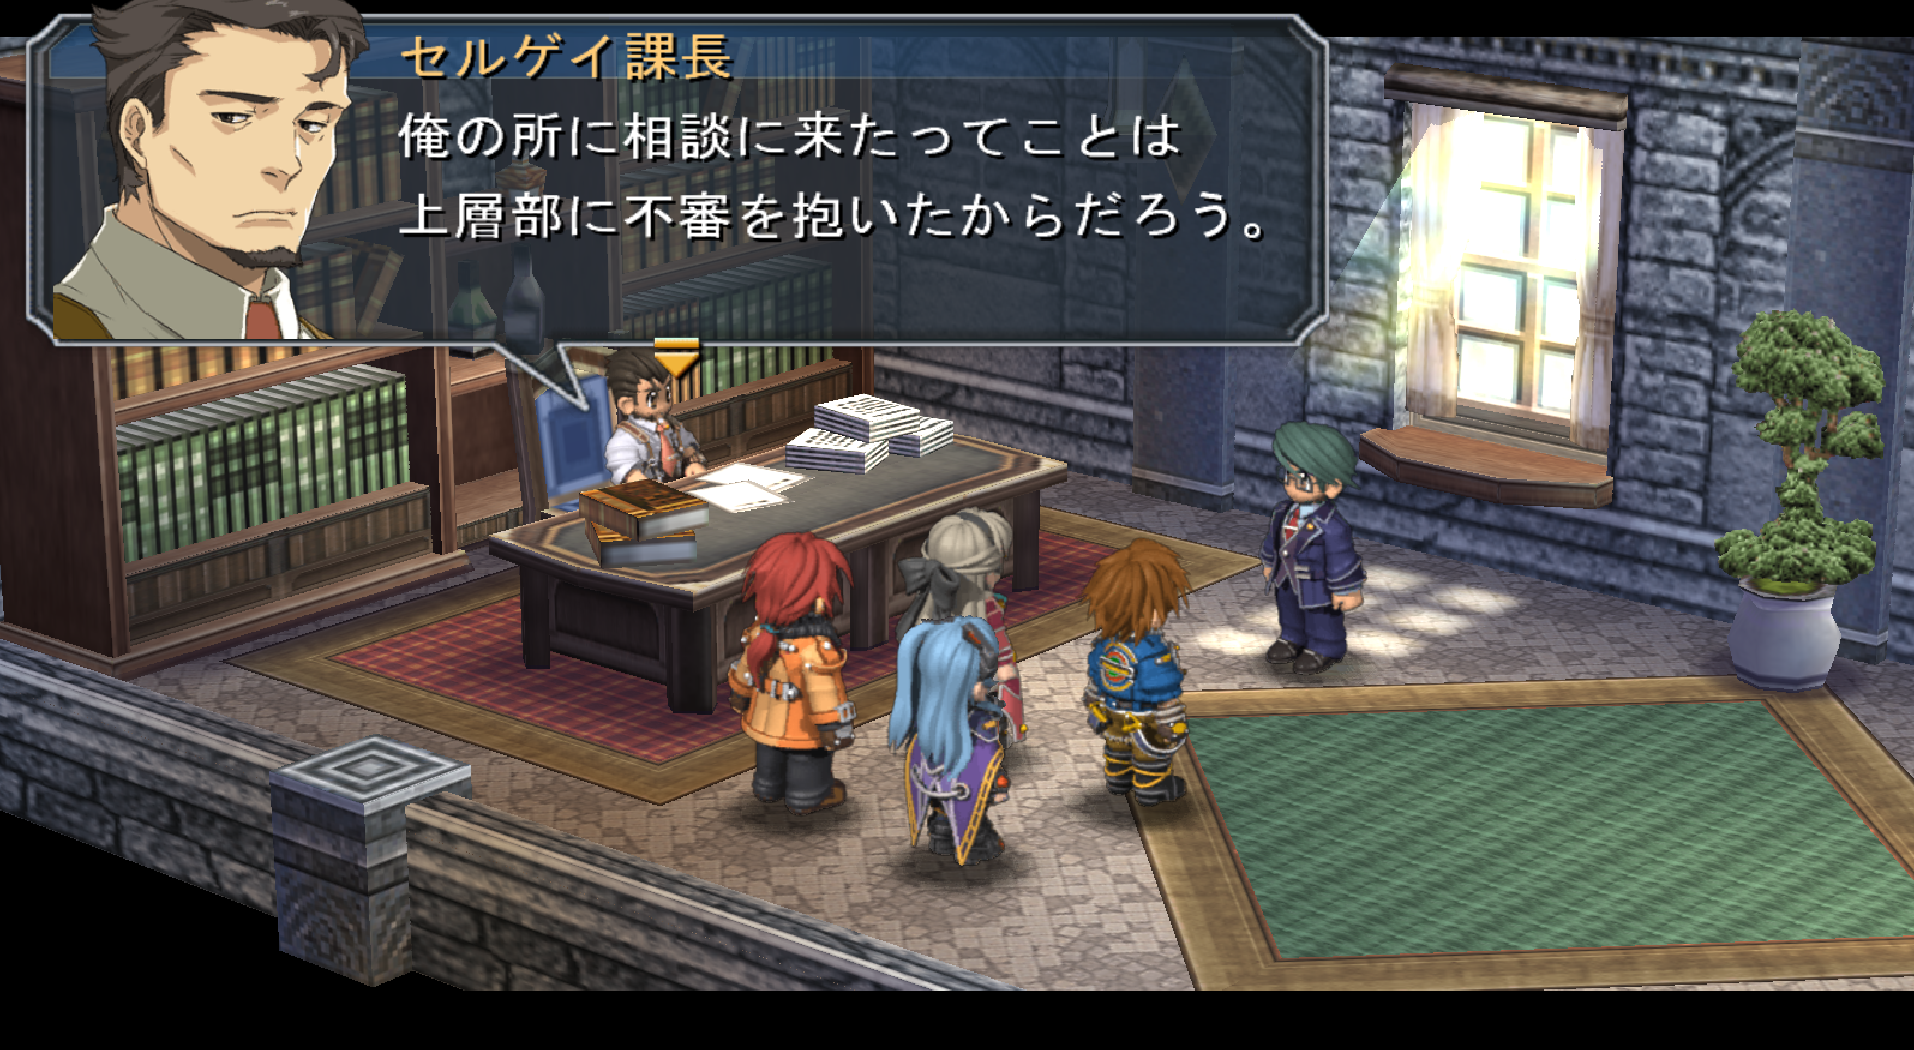 セルゲイ課長
俺の所に相談に来たってことは
上層部に不審を抱いたからだろう。